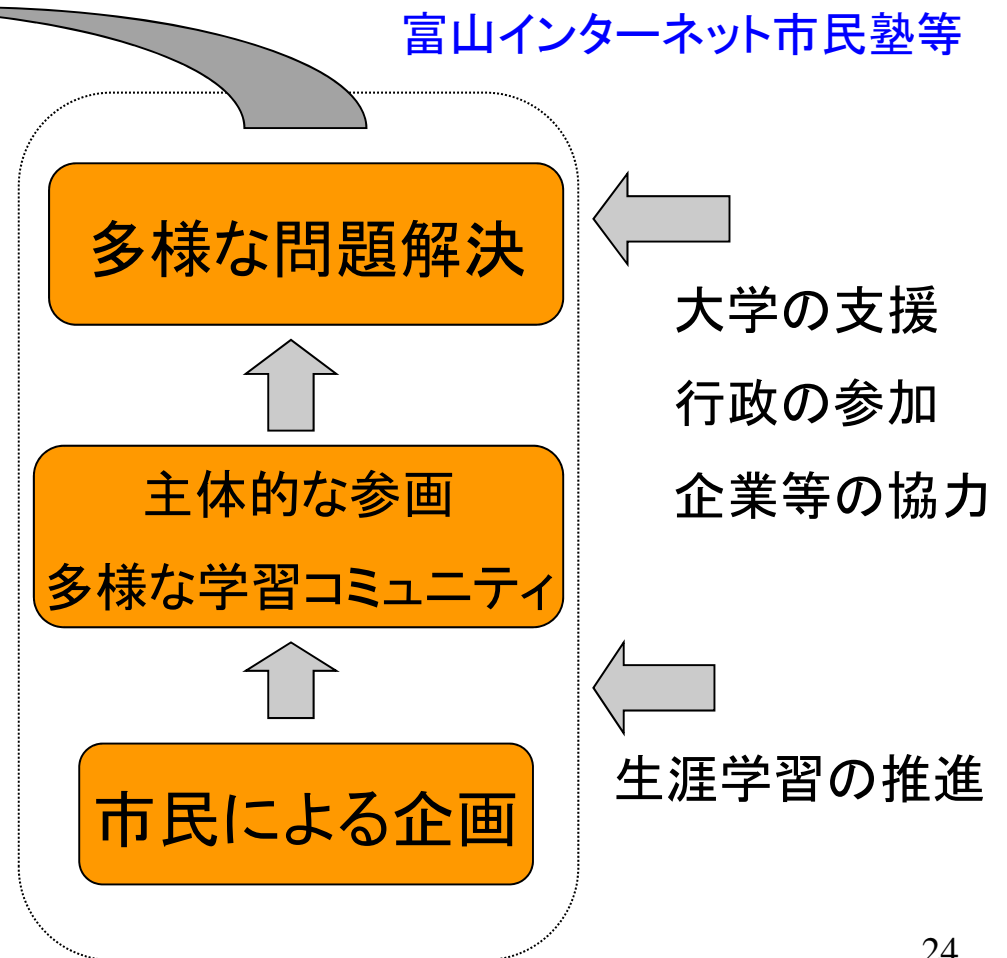 富山インターネット市民塾等
多様な問題解決
大学の支援
行政の参加
企業等の協力
主体的な参画
多様な学習コミュニティ
生涯学習の推進
市民による企画
24